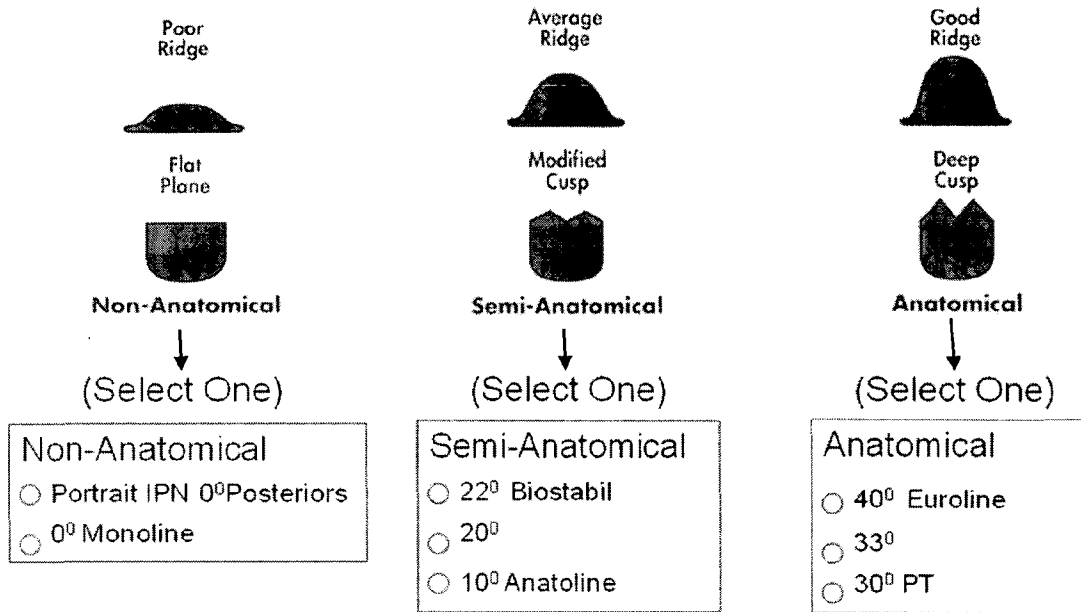 Poor
Ridge
Average
Ridge
Good
Ridge
Flat
Plane
Modified
Cusp
Deep
Cusp
Non-Anatomical
Semi-Anatomical
Anatomical
(Select One)
(Select One)
(Select One)
Non-Anatomical
Portrait IPN 0⁰Posteriors
0⁰ Monoline
Semi-Anatomical
22⁰ Biostabil
20⁰
10⁰ Anatoline
Anatomical
40⁰ Euroline
33⁰
30⁰ PT